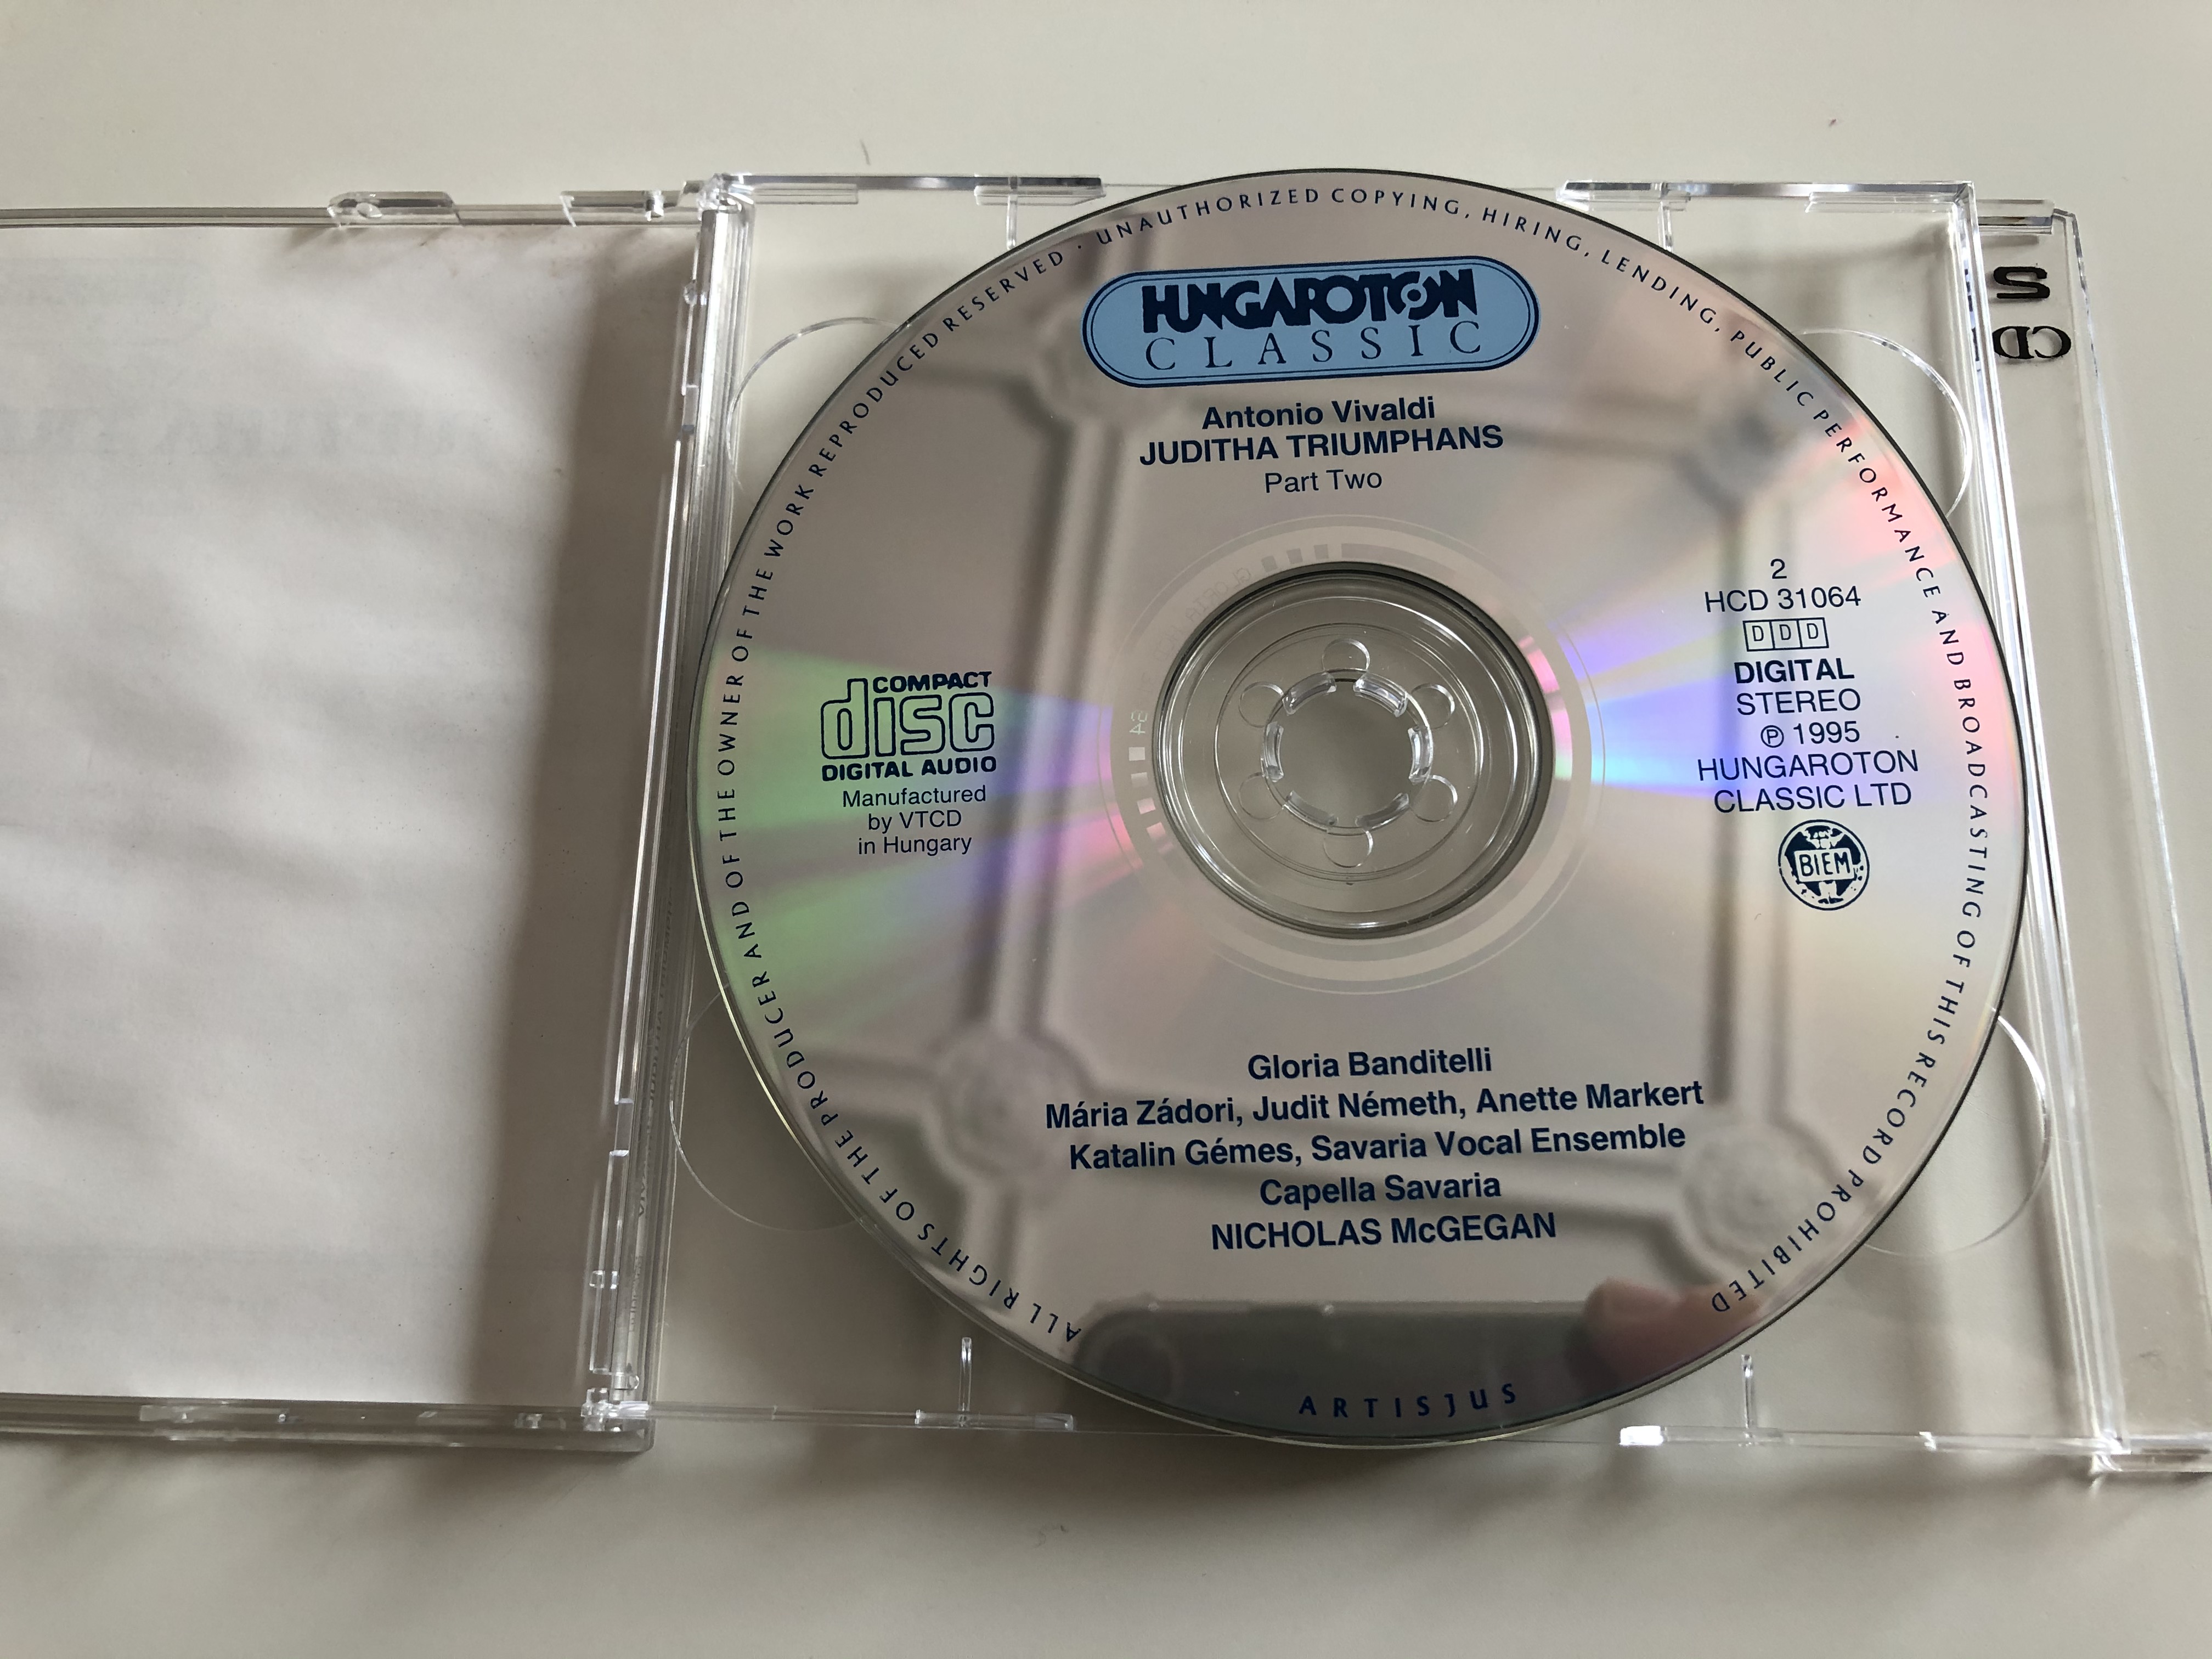 HUNGAROTON
CLASSIC
Antonio Vivaldi
JUDITHA TRIUMPHANS
Part Two
2
HCD 31064
DDD
DIGITAL
STEREO
℗ 1995
HUNGAROTON
CLASSIC LTD
BIEM
COMPACT
disc
DIGITAL AUDIO
Manufactured
by VTCD
in Hungary
Gloria Banditelli
Mária Zádori, Judit Németh, Anette Markert
Katalin Gémes, Savaria Vocal Ensemble
Capella Savaria
NICHOLAS McGEGAN
ALL RIGHTS OF THE PRODUCER AND OF THE OWNER OF THE WORK REPRODUCED RESERVED · UNAUTHORIZED COPYING, HIRING, LENDING, PUBLIC PERFORMANCE AND BROADCASTING OF THIS RECORD PROHIBITED
ARTISJUS
2
CD